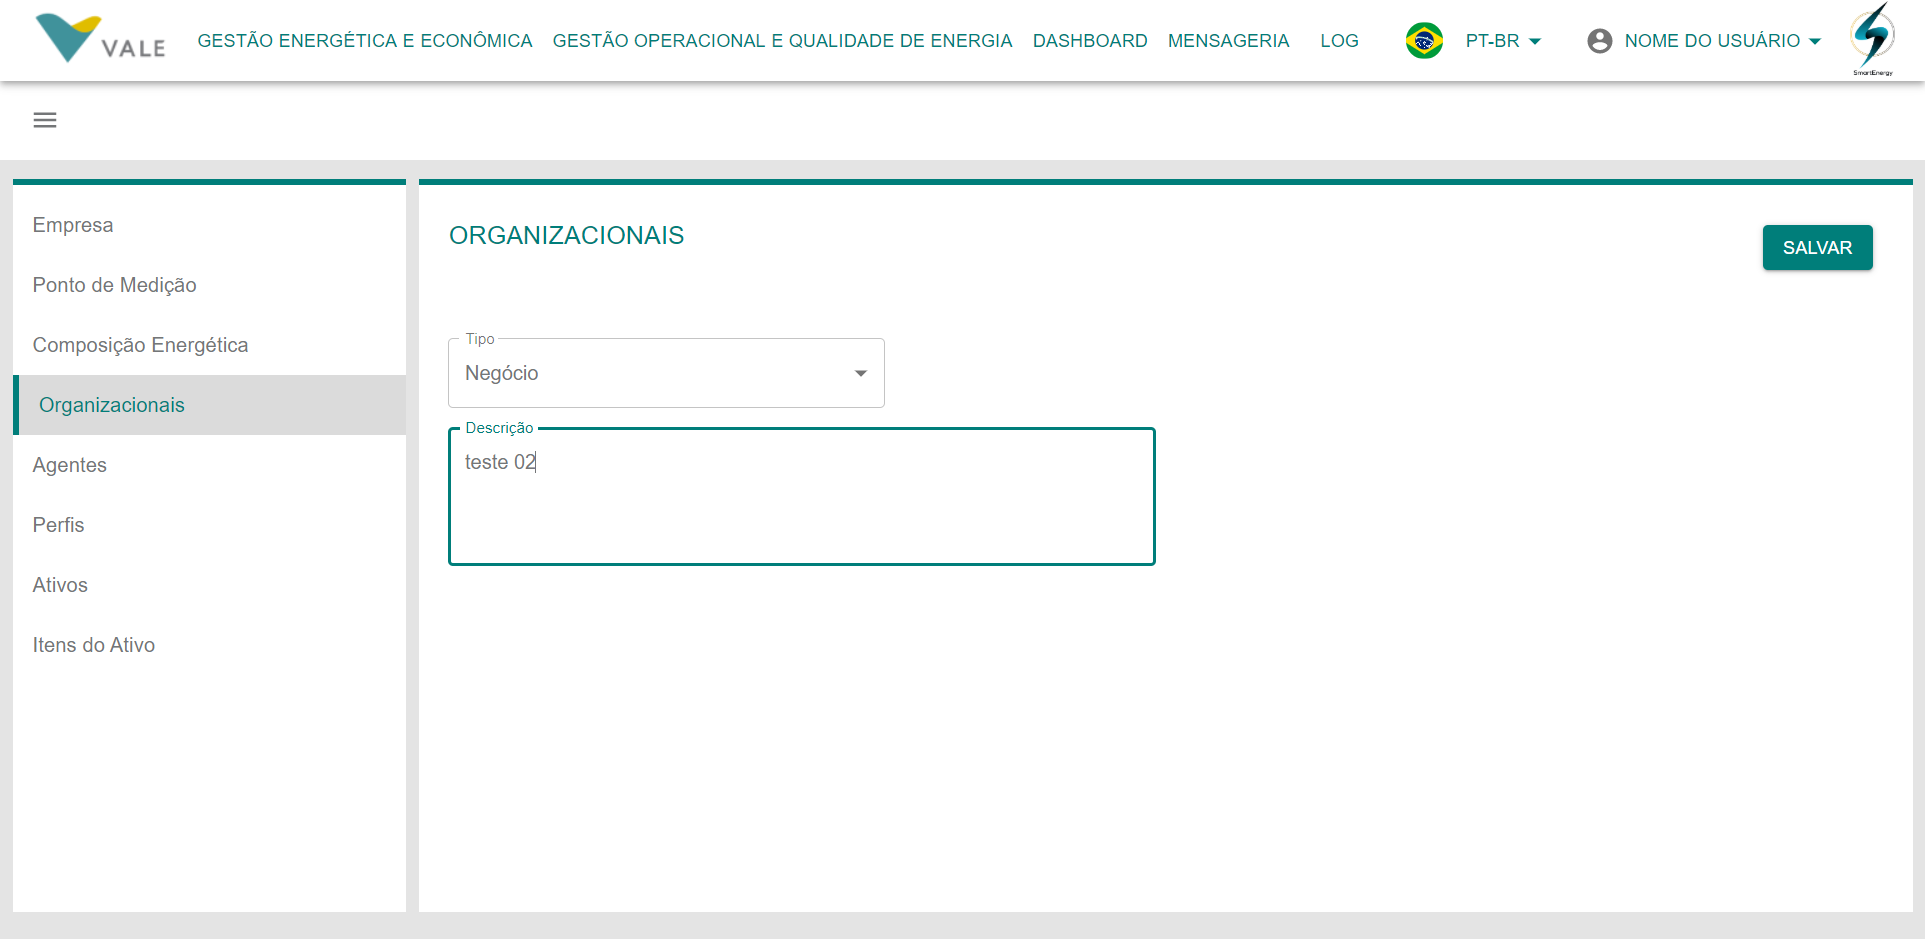 VALE
GESTÃO ENERGÉTICA E ECONÔMICA
GESTÃO OPERACIONAL E QUALIDADE DE ENERGIA
DASHBOARD
MENSAGERIA
LOG
PT-BR
NOME DO USUÁRIO
SmartEnergy
Empresa
Ponto de Medição
Composição Energética
Organizacionais
Agentes
Perfis
Ativos
Itens do Ativo
ORGANIZACIONAIS
SALVAR
Tipo
Negócio
Descrição
teste 02